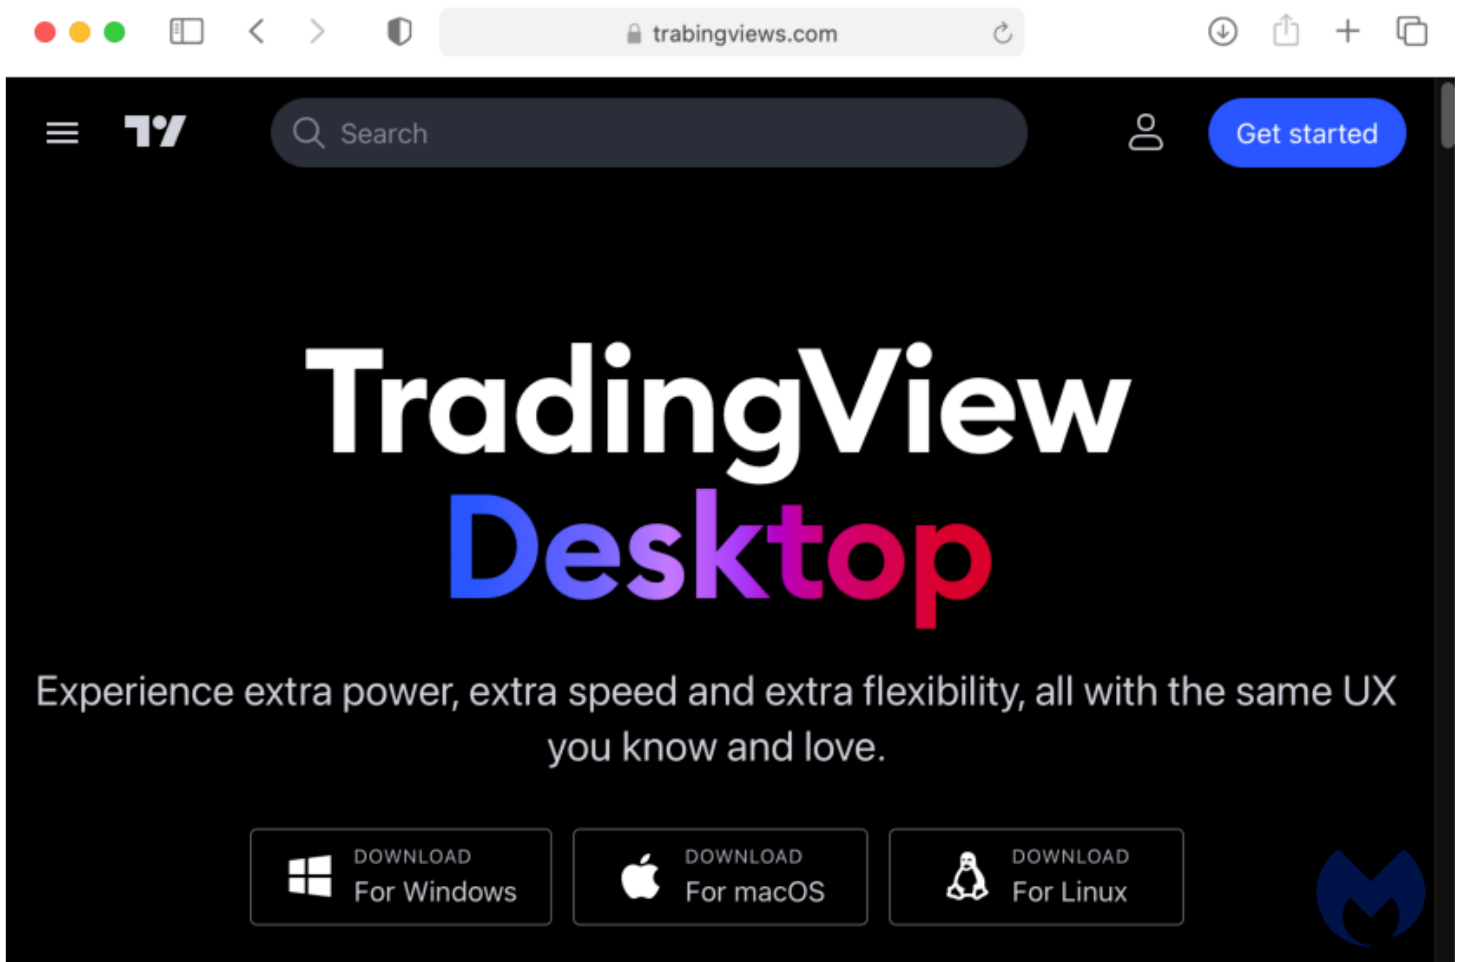 trabingviews.com
Search
Get started
TradingView
Desktop
Experience extra power, extra speed and extra flexibility, all with the same UX
you know and love.
DOWNLOAD
For Windows
DOWNLOAD
For macOS
DOWNLOAD
For Linux